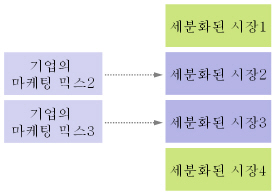 세분화된 시장1
기업의
마케팅 믹스2
세분화된 시장2
기업의
마케팅 믹스3
세분화된 시장3
세분화된 시장4